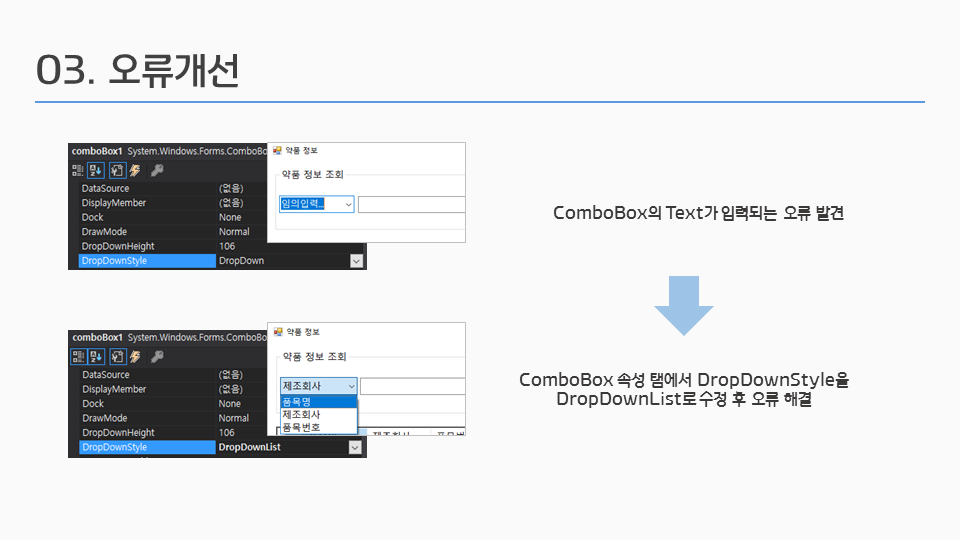 03. 오류개선
comboBox1 System.Windows.Forms.ComboBo
DataSource (없음)
DisplayMember (없음)
Dock None
DrawMode Normal
DropDownHeight 106
DropDownStyle DropDown
약품 정보
약품 정보 조회
임의입력...
ComboBox의 Text가 입력되는 오류 발견
comboBox1 System.Windows.Forms.ComboBo
DataSource (없음)
DisplayMember (없음)
Dock None
DrawMode Normal
DropDownHeight 106
DropDownStyle DropDownList
약품 정보
약품 정보 조회
제조회사
품목명
제조회사
품목번호
ComboBox 속성 탬에서 DropDownStyle을
DropDownList로 수정 후 오류 해결